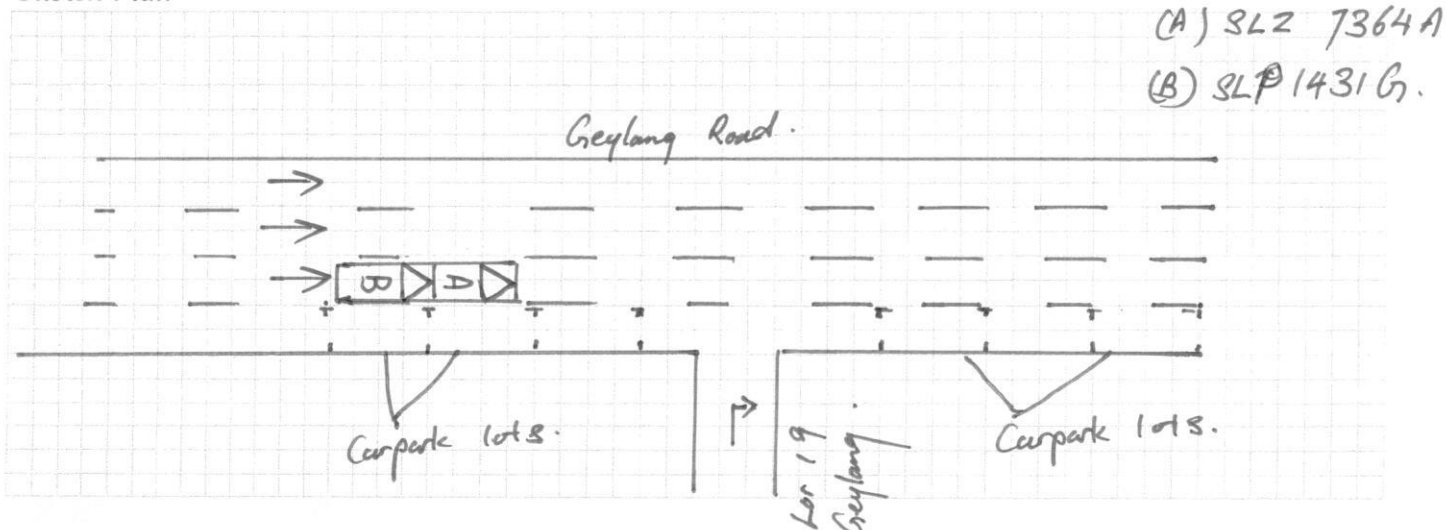 (A) SLZ 7364A
(B) SLP 1431G.
Geylang Road.
B A
Carpark lots.
Lor 19
Geylang.
Carpark lots.